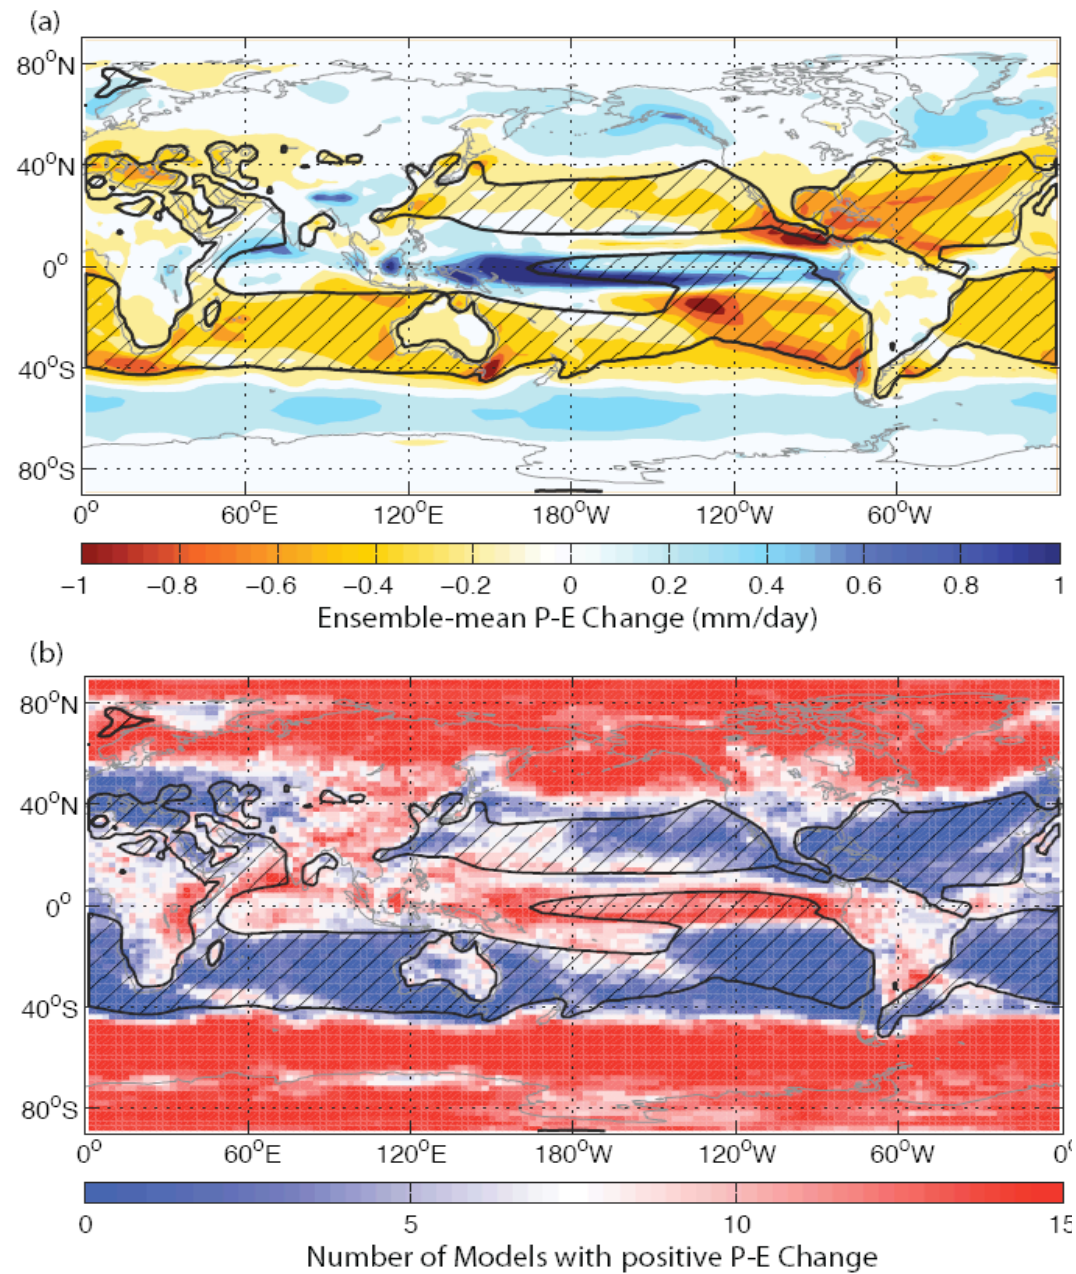 (a)
80°N
40°N
0°
40°S
80°S
0° 60°E 120°E 180°W 120°W 60°W
−1 −0.8 −0.6 −0.4 −0.2 0 0.2 0.4 0.6 0.8 1
Ensemble-mean P-E Change (mm/day)
(b)
80°N
40°N
0°
40°S
80°S
0° 60°E 120°E 180°W 120°W 60°W 0°
0 5 10 15
Number of Models with positive P-E Change